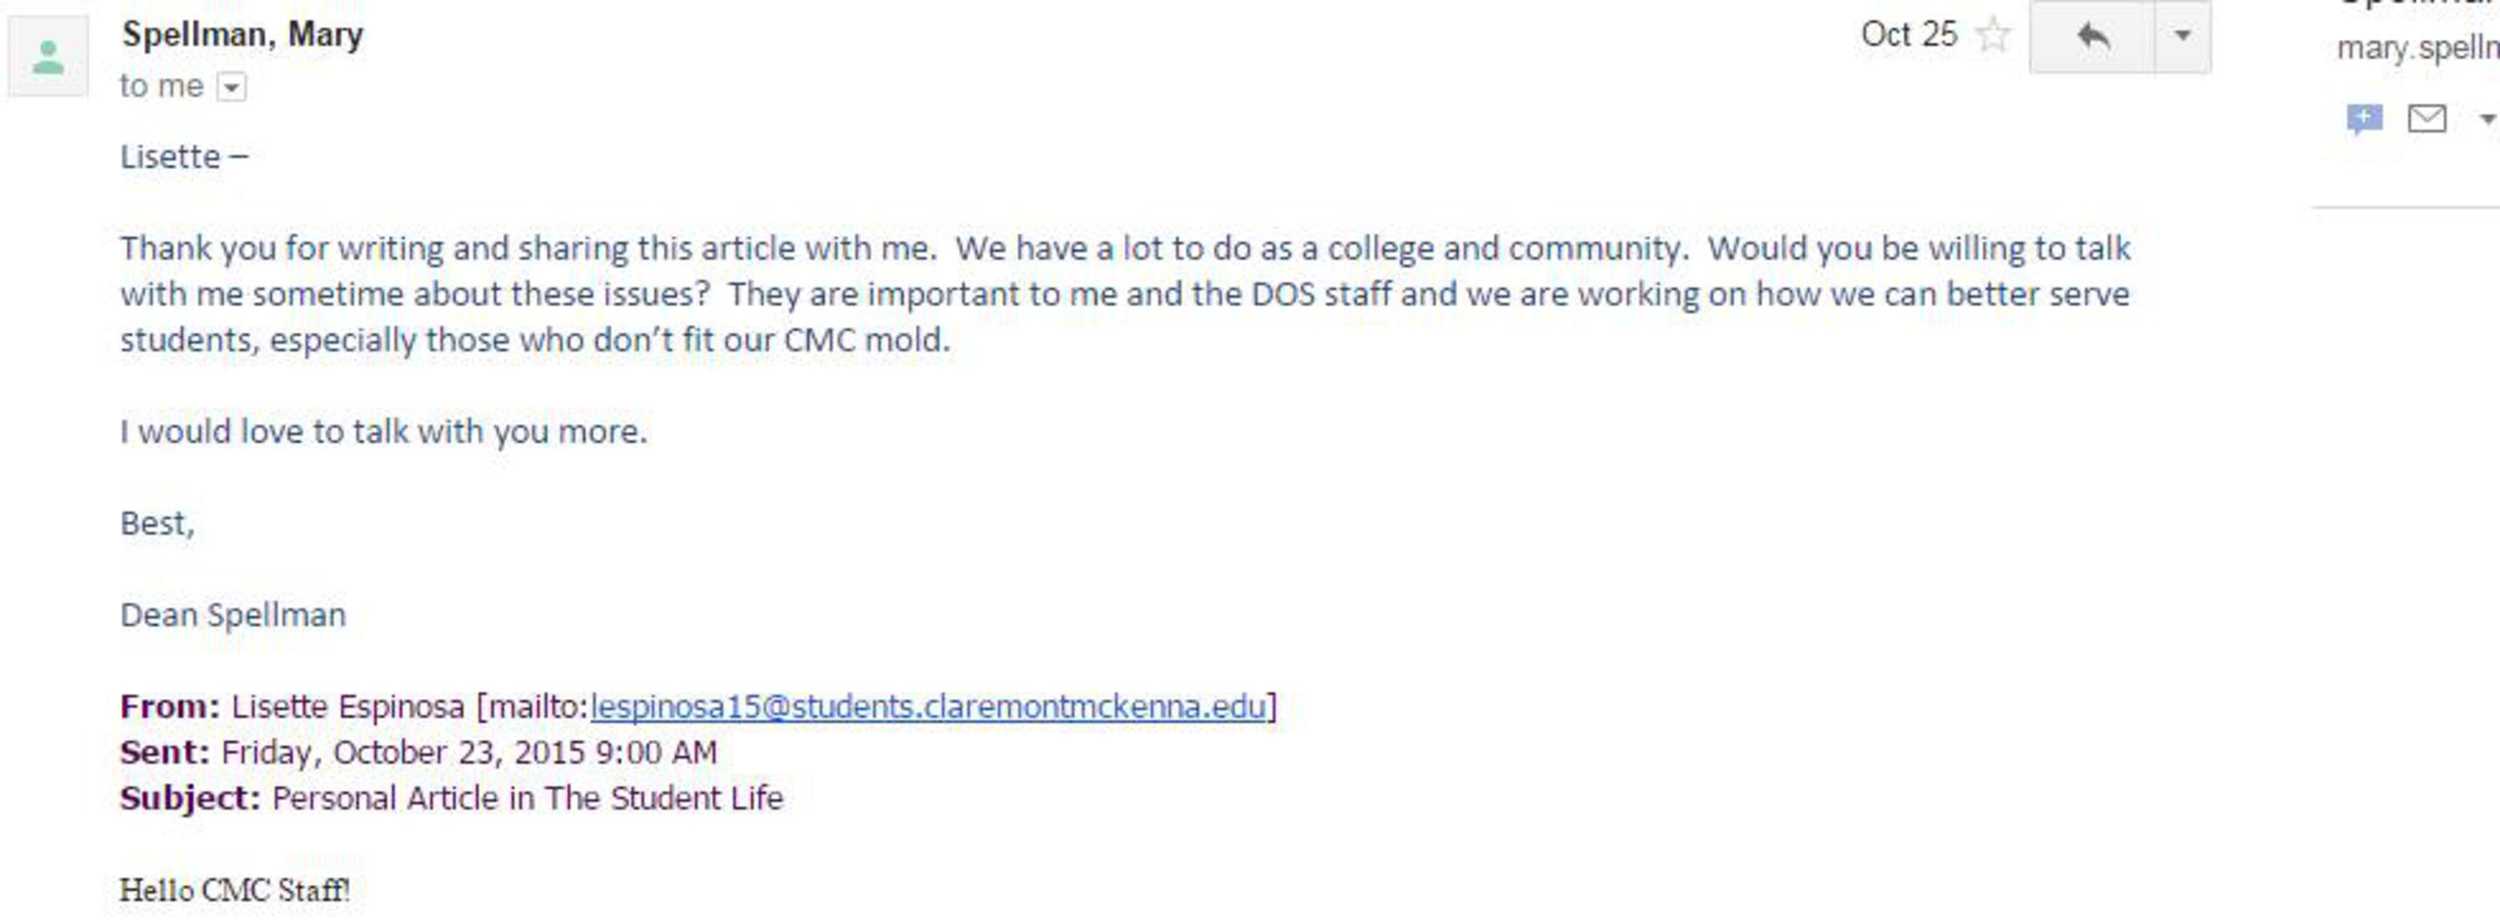 Spellman, Mary
Oct 25
mary.spelln
to me
Lisette –
Thank you for writing and sharing this article with me.  We have a lot to do as a college and community.  Would you be willing to talk
with me sometime about these issues?  They are important to me and the DOS staff and we are working on how we can better serve
students, especially those who don’t fit our CMC mold.
I would love to talk with you more.
Best,
Dean Spellman
From: Lisette Espinosa [mailto:lespinosa15@students.claremontmckenna.edu]
Sent: Friday, October 23, 2015 9:00 AM
Subject: Personal Article in The Student Life
Hello CMC Staff!